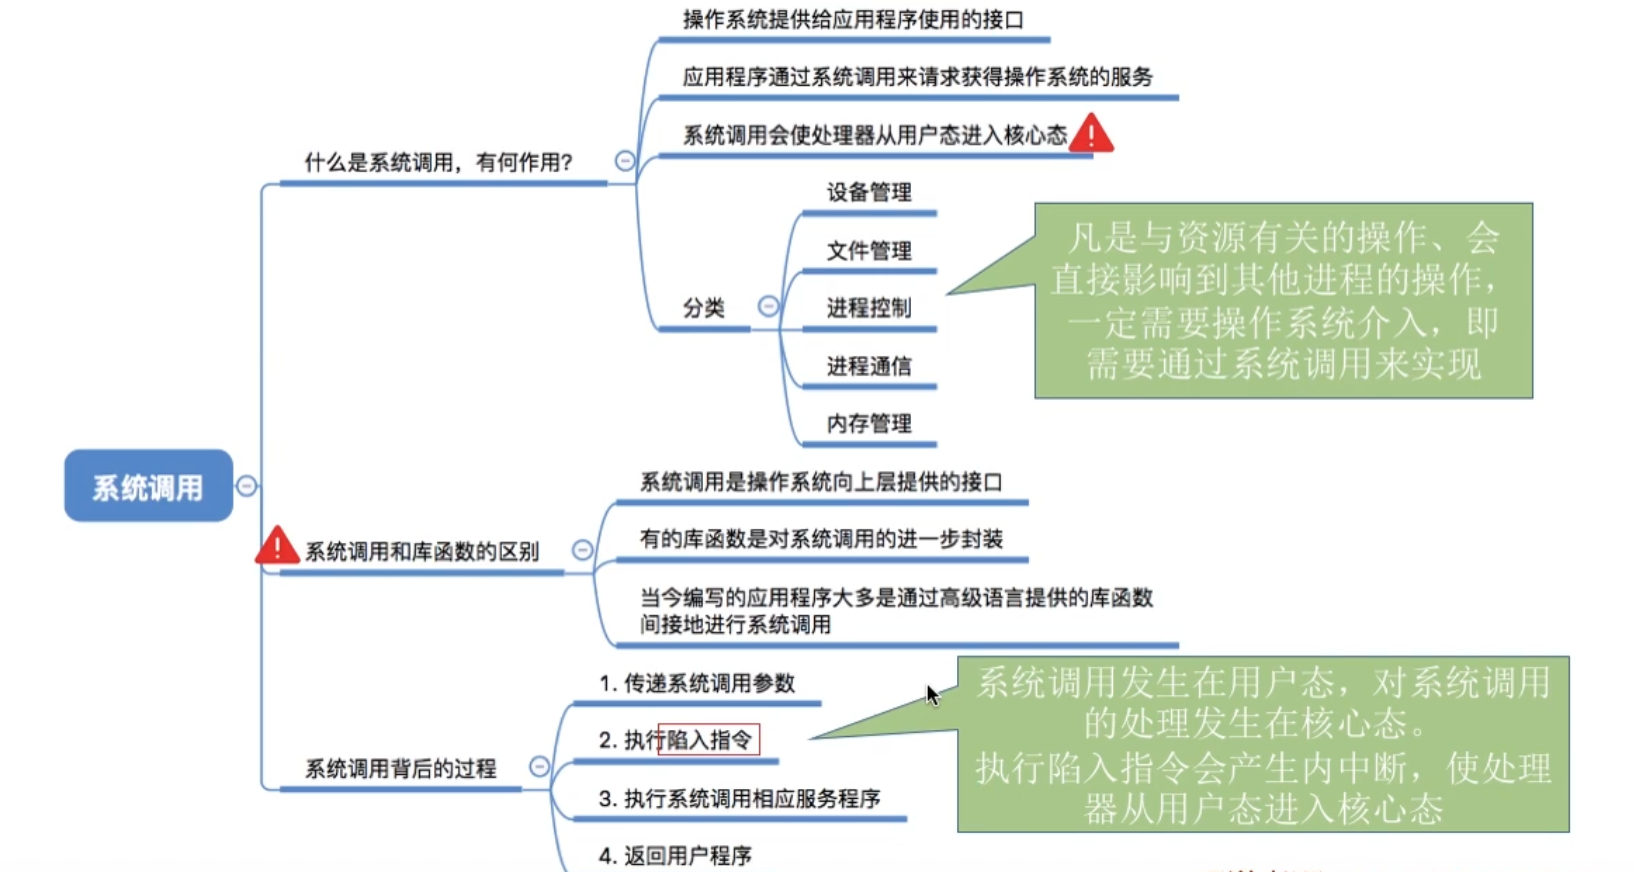 操作系统提供给应用程序使用的接口
应用程序通过系统调用来请求获得操作系统的服务
系统调用会使处理器从用户态进入核心态
什么是系统调用，有何作用？
设备管理
文件管理
分类
进程控制
进程通信
内存管理
凡是与资源有关的操作、会
直接影响到其他进程的操作，
一定需要操作系统介入，即
需要通过系统调用来实现
系统调用
系统调用是操作系统向上层提供的接口
系统调用和库函数的区别
有的库函数是对系统调用的进一步封装
当今编写的应用程序大多是通过高级语言提供的库函数
间接地进行系统调用
1. 传递系统调用参数
2. 执行陷入指令
系统调用背后的过程
3. 执行系统调用相应服务程序
4. 返回用户程序
系统调用发生在用户态，对系统调用
的处理发生在核心态。
执行陷入指令会产生内中断，使处理
器从用户态进入核心态